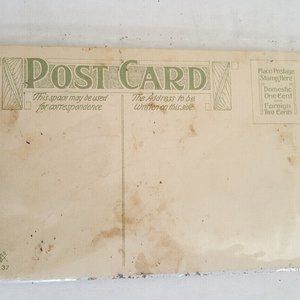 POST CARD
This space may be used
for correspondence.
The Address to be
Written on this side.
Place Postage
Stamp Here
Domestic
One Cent
Foreign
Two Cents
37